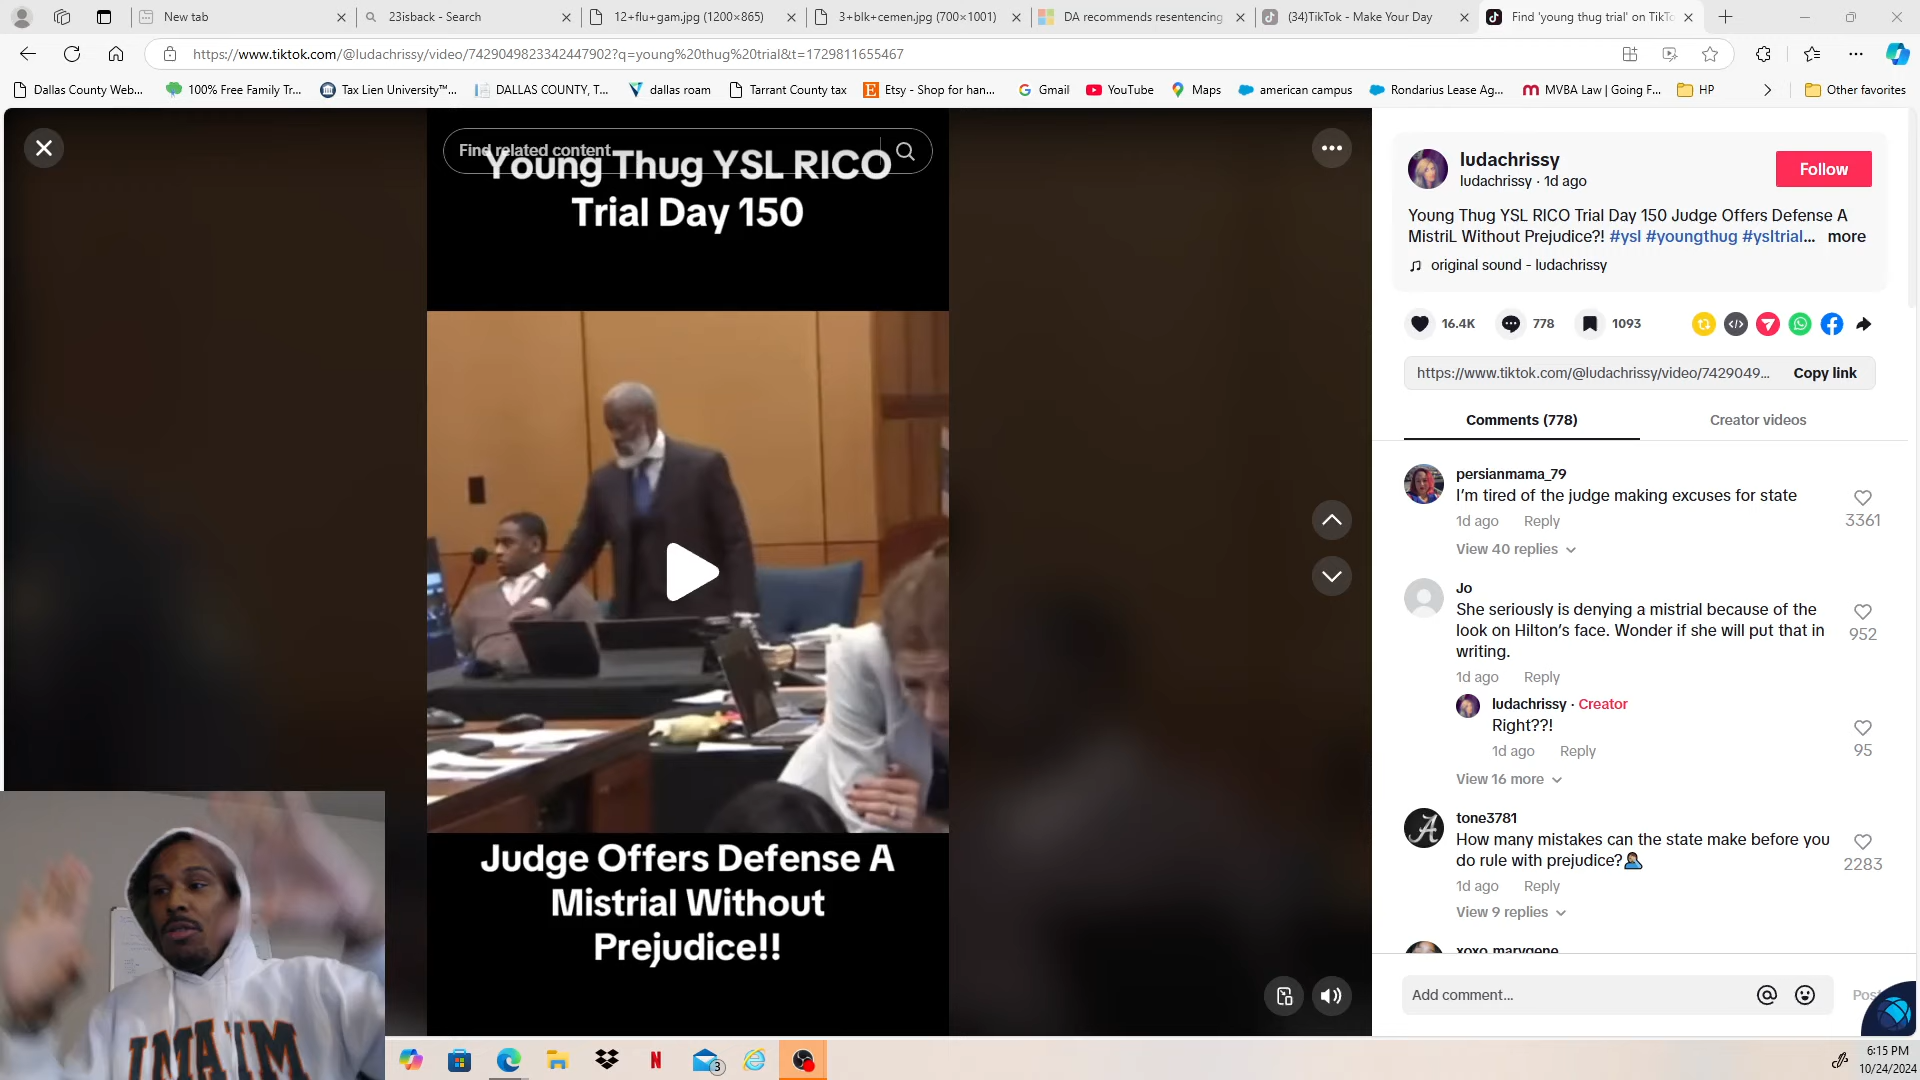 New tab
23isback - Search
12+flu+gam.jpg (1200×865)
3+blk+cemen.jpg (700×1001)
DA recommends resentencing
(34)TikTok - Make Your Day
Find 'young thug trial' on TikTo
https://www.tiktok.com/@ludachrissy/video/7429049823342447902?q=young%20thug%20trial&t=1729811655467
Dallas County Web...
100% Free Family Tr...
Tax Lien University™...
DALLAS COUNTY, T...
dallas roam
Tarrant County tax
Etsy - Shop for han...
Gmail
YouTube
Maps
american campus
Rondarius Lease Ag...
MVBA Law | Going F...
HP
Other favorites
Find related content
Young Thug YSL RICO
Trial Day 150
Judge Offers Defense A
Mistrial Without
Prejudice!!
ludachrissy
ludachrissy · 1d ago
Follow
Young Thug YSL RICO Trial Day 150 Judge Offers Defense A
MistriL Without Prejudice?! #ysl #youngthug #ysltrial... more
original sound - ludachrissy
16.4K
778
1093
https://www.tiktok.com/@ludachrissy/video/7429049...
Copy link
Comments (778)
Creator videos
persianmama_79
I'm tired of the judge making excuses for state
1d ago Reply
3361
View 40 replies
Jo
She seriously is denying a mistrial because of the
look on Hilton's face. Wonder if she will put that in
writing.
952
1d ago Reply
ludachrissy · Creator
Right??!
1d ago Reply
95
View 16 more
tone3781
How many mistakes can the state make before you
do rule with prejudice?
2283
1d ago Reply
View 9 replies
xoxo.marygene
Add comment...
Post
3
6:15 PM
10/24/2024